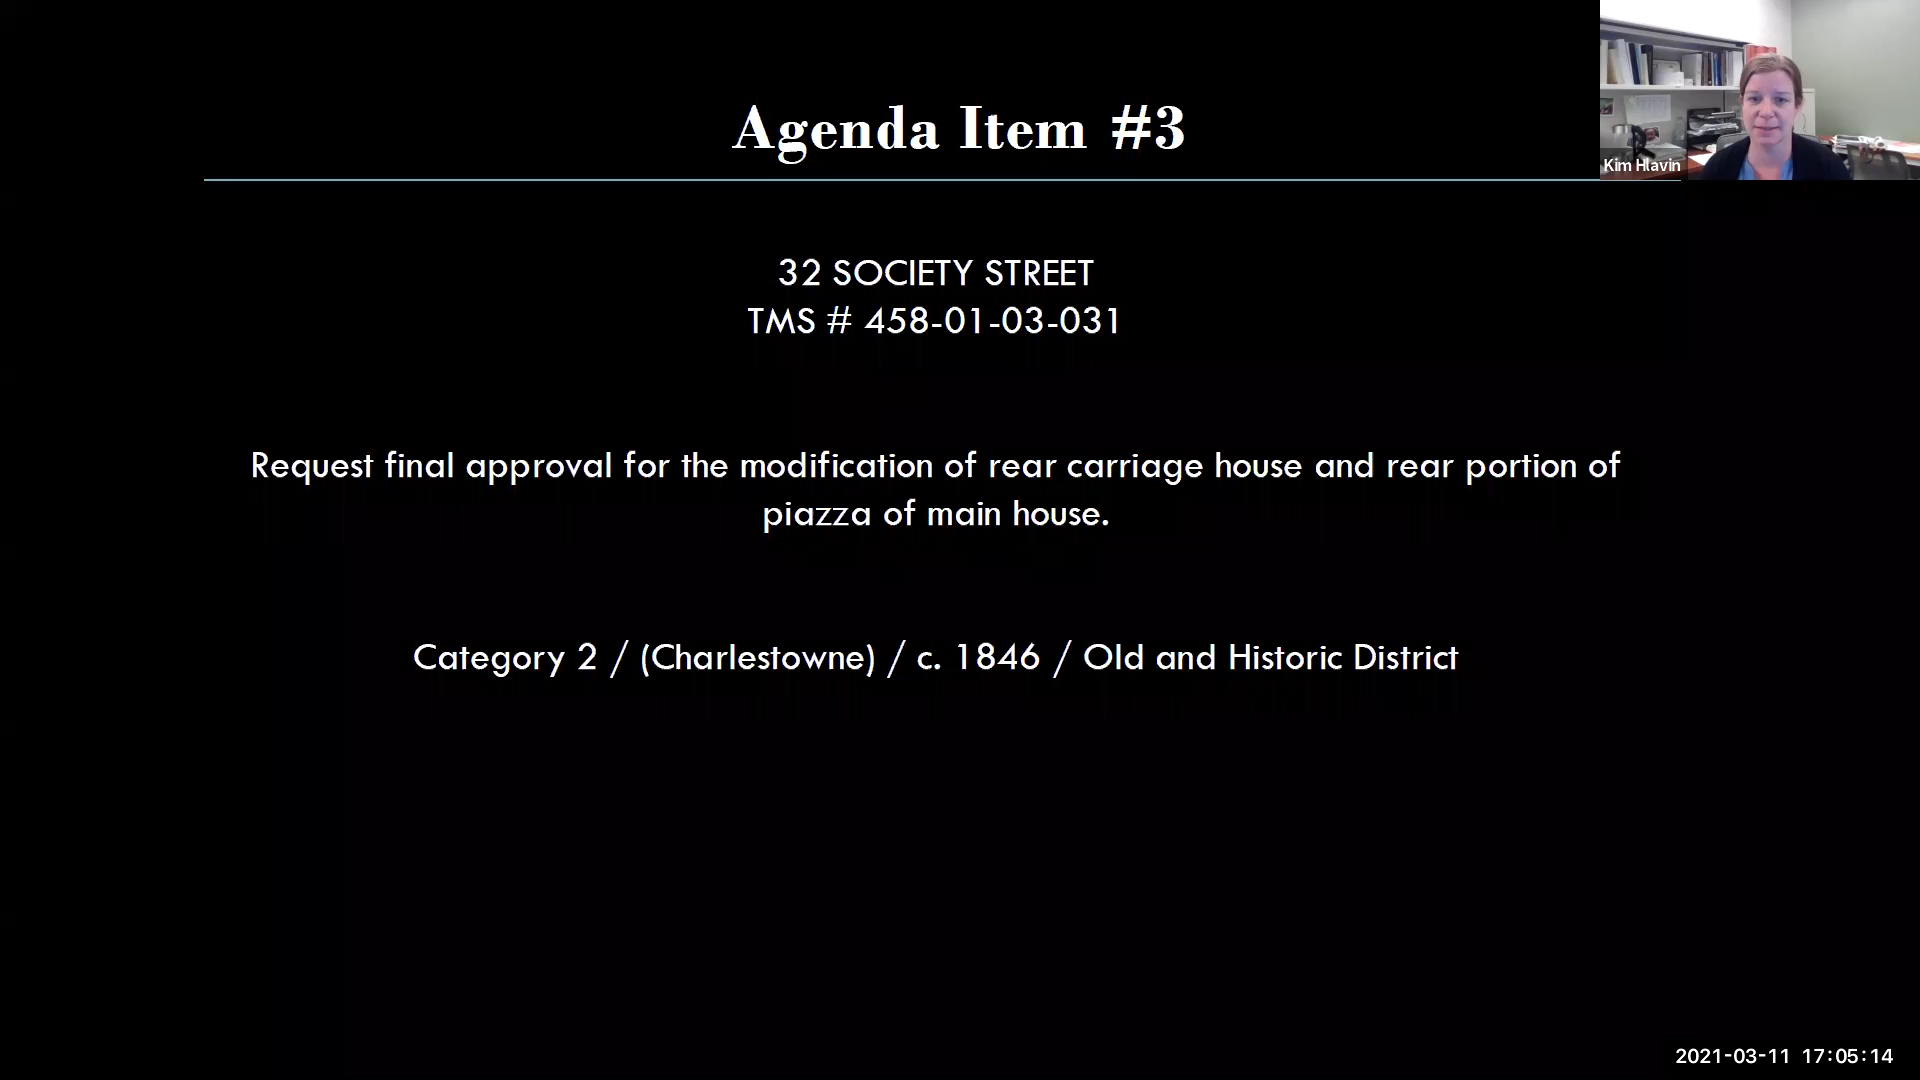 Agenda Item #3
Kim Hlavin
32 SOCIETY STREET
TMS # 458-01-03-031
Request final approval for the modification of rear carriage house and rear portion of
piazza of main house.
Category 2 / (Charlestowne) / c. 1846 / Old and Historic District
2021-03-11 17:05:14